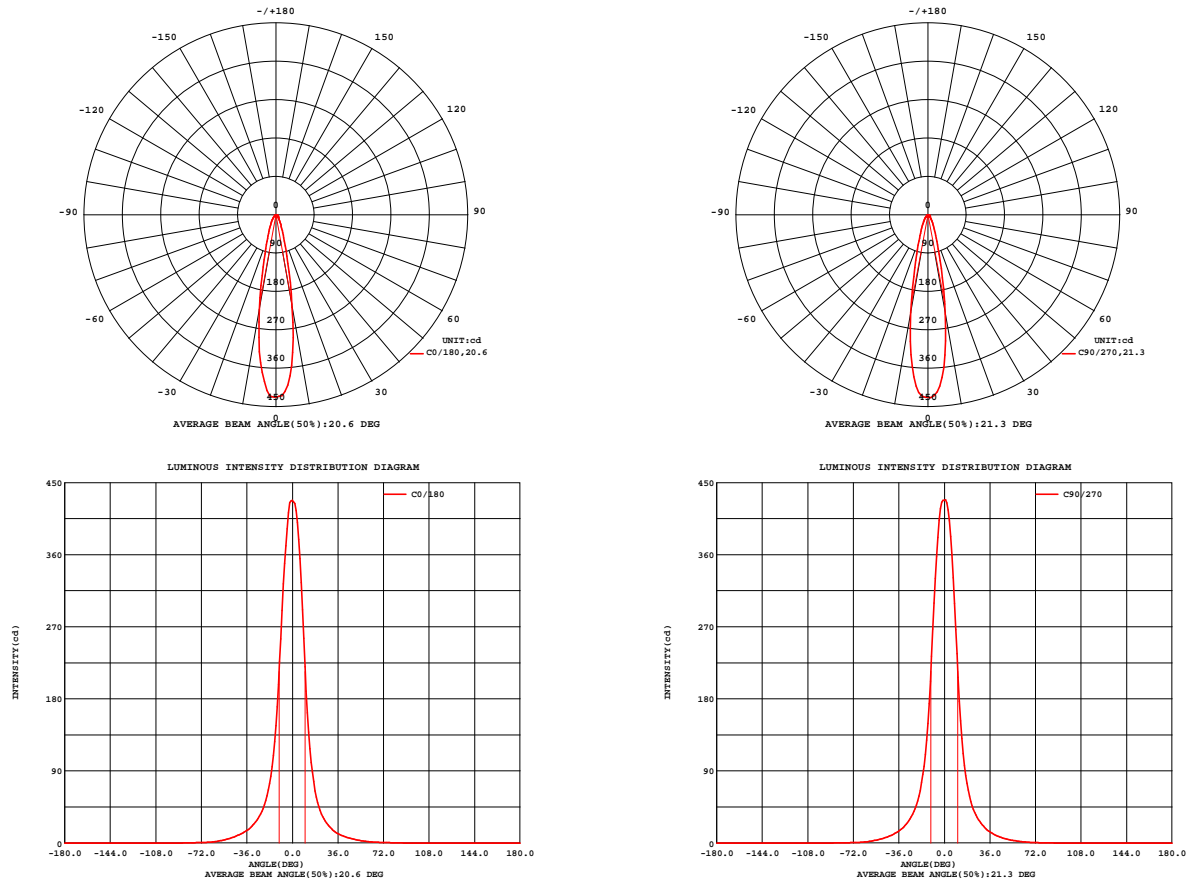 -/+180
-150
150
-120
120
-90
90
-60
60
-30
30
0
90
180
270
360
450
0
UNIT:cd
C0/180,20.6
AVERAGE BEAM ANGLE(50%):20.6 DEG
-/+180
-150
150
-120
120
-90
90
-60
60
-30
30
0
90
180
270
360
450
0
UNIT:cd
C90/270,21.3
AVERAGE BEAM ANGLE(50%):21.3 DEG
LUMINOUS INTENSITY DISTRIBUTION DIAGRAM
C0/180
INTENSITY(cd)
450
360
270
180
90
0
-180.0 -144.0 -108.0 -72.0 -36.0 0.0 36.0 72.0 108.0 144.0 180.0
ANGLE(DEG)
AVERAGE BEAM ANGLE(50%):20.6 DEG
LUMINOUS INTENSITY DISTRIBUTION DIAGRAM
C90/270
INTENSITY(cd)
450
360
270
180
90
0
-180.0 -144.0 -108.0 -72.0 -36.0 0.0 36.0 72.0 108.0 144.0 180.0
ANGLE(DEG)
AVERAGE BEAM ANGLE(50%):21.3 DEG